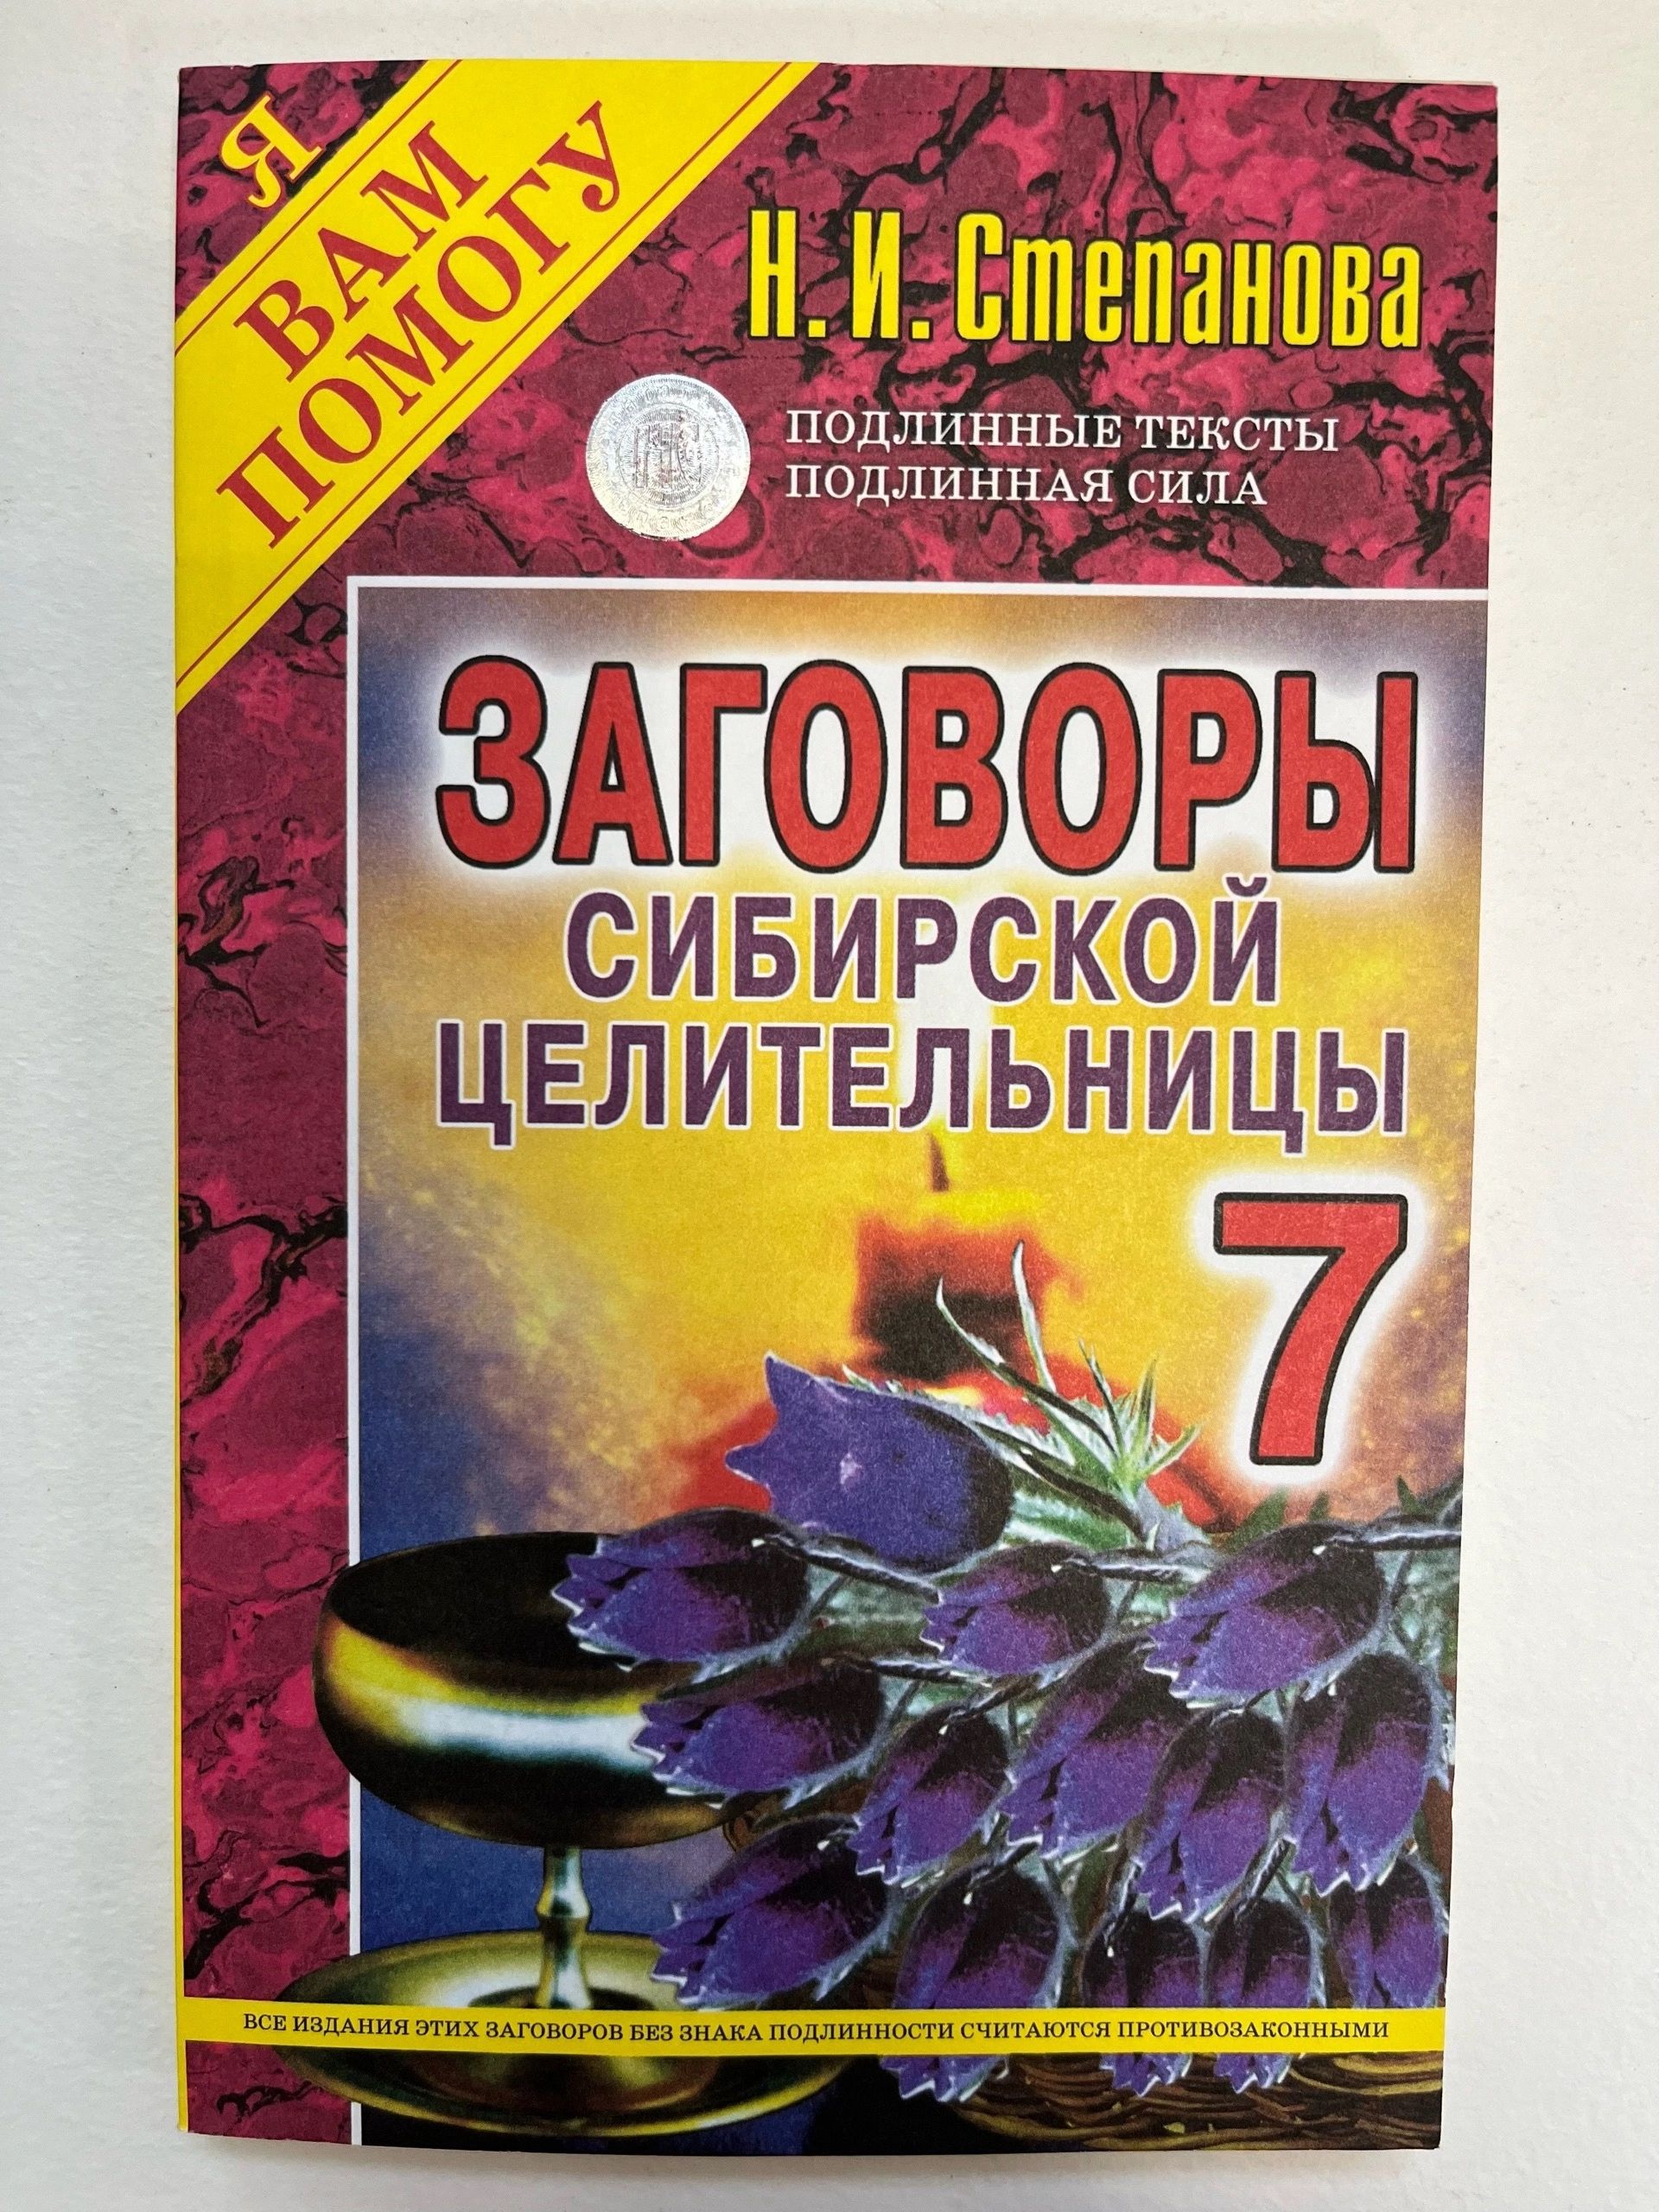 Я
ВАМ
ПОМОГУ
Н. И. Степанова
ПОДЛИННЫЕ ТЕКСТЫ
ПОДЛИННАЯ СИЛА
ЗАГОВОРЫ
СИБИРСКОЙ
ЦЕЛИТЕЛЬНИЦЫ
7
ВСЕ ИЗДАНИЯ ЭТИХ ЗАГОВОРОВ БЕЗ ЗНАКА ПОДЛИННОСТИ СЧИТАЮТСЯ ПРОТИВОЗАКОННЫМИ